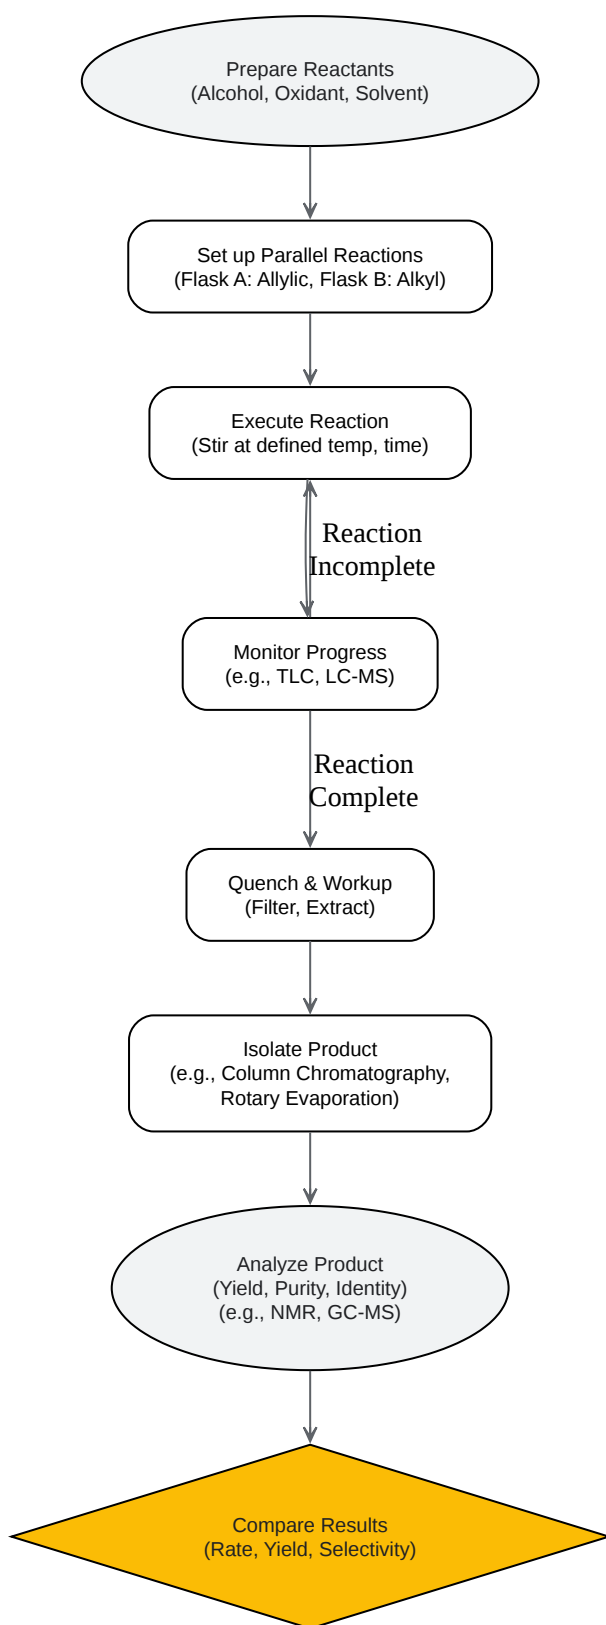 Prepare Reactants
(Alcohol, Oxidant, Solvent)
Set up Parallel Reactions
(Flask A: Allylic, Flask B: Alkyl)
Execute Reaction
(Stir at defined temp, time)
Reaction
Incomplete
Monitor Progress
(e.g., TLC, LC-MS)
Reaction
Complete
Quench & Workup
(Filter, Extract)
Isolate Product
(e.g., Column Chromatography,
Rotary Evaporation)
Analyze Product
(Yield, Purity, Identity)
(e.g., NMR, GC-MS)
Compare Results
(Rate, Yield, Selectivity)